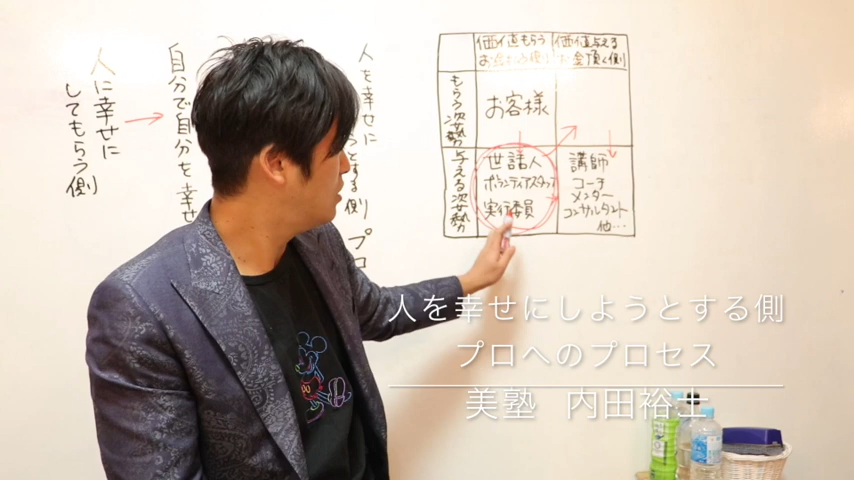 人に幸せに
してもらう側
自分で自分を幸せ
人を幸せに
うとする側
プロ
価値もらう
お金払う側
価値与える
お金頂く側
もらう姿勢
お客様
与える姿勢
世話人
ボランティアスタッフ
実行委員
講師
コーチ
メンター
コンサルタント
他…
人を幸せにしようとする側
プロへのプロセス
美塾 内田裕士